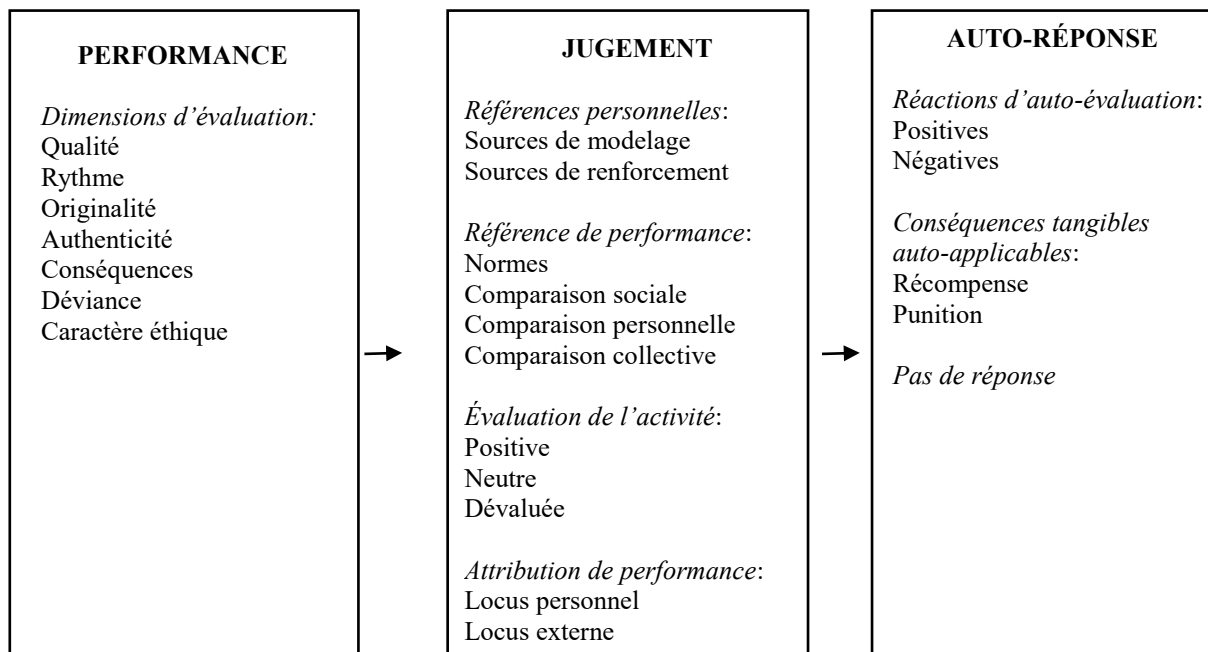 PERFORMANCE
Dimensions d’évaluation:
Qualité
Rythme
Originalité
Authenticité
Conséquences
Déviance
Caractère éthique
JUGEMENT
Références personnelles:
Sources de modelage
Sources de renforcement
Référence de performance:
Normes
Comparaison sociale
Comparaison personnelle
Comparaison collective
Évaluation de l’activité:
Positive
Neutre
Dévaluée
Attribution de performance:
Locus personnel
Locus externe
AUTO-RÉPONSE
Réactions d’auto-évaluation:
Positives
Négatives
Conséquences tangibles
auto-applicables:
Récompense
Punition
Pas de réponse